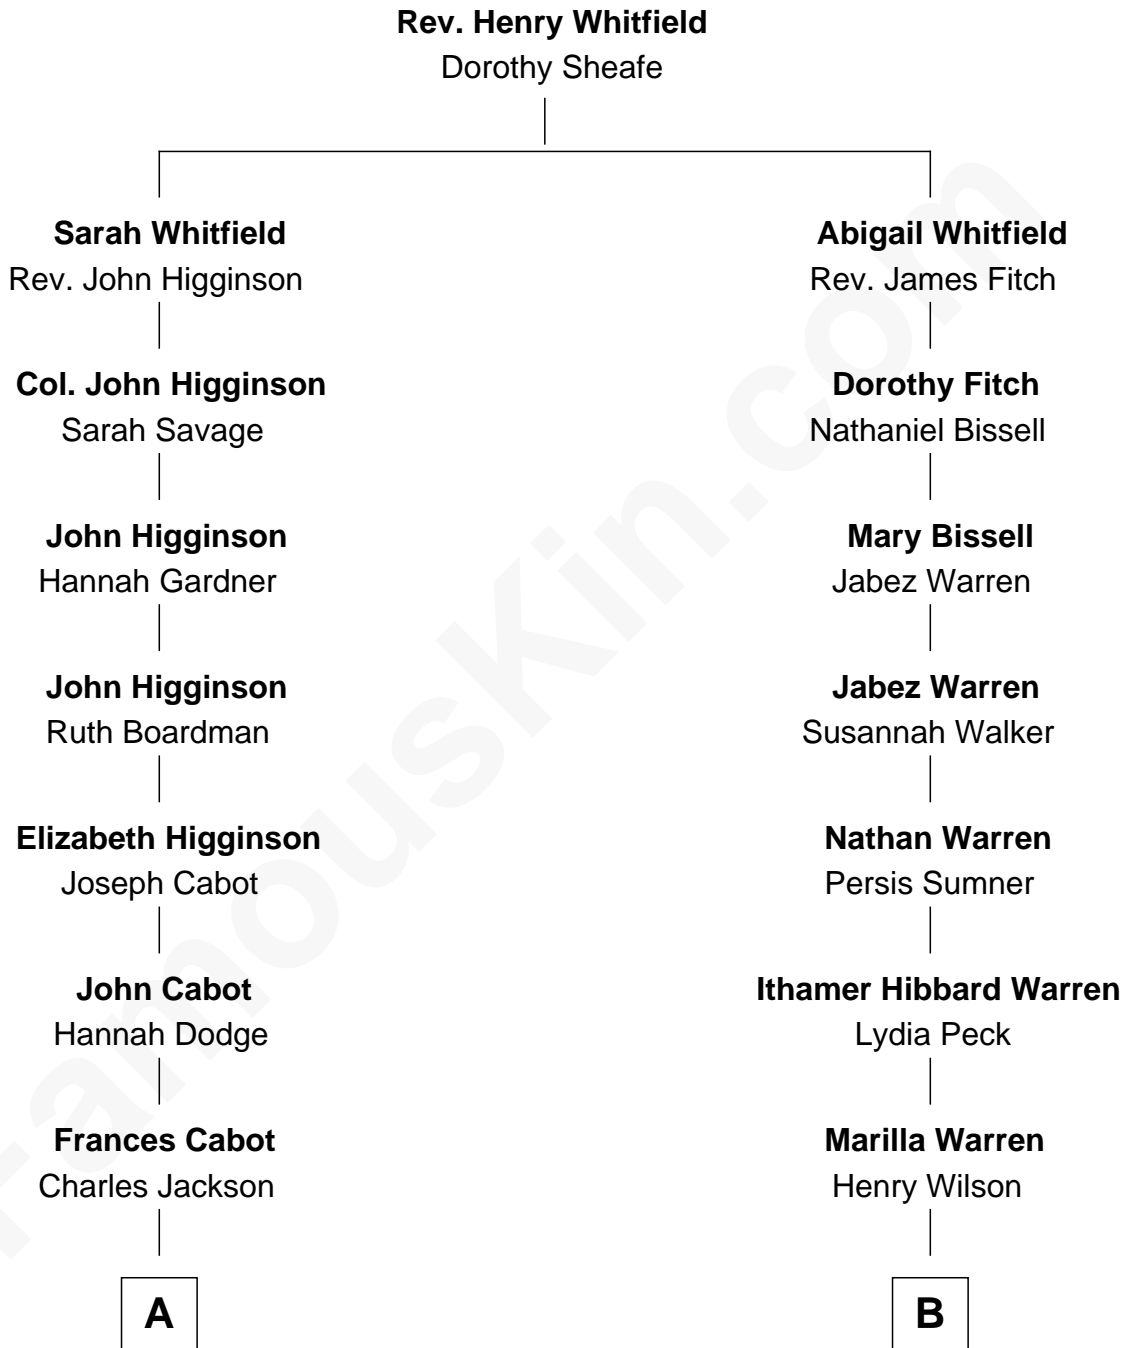 Rev. Henry Whitfield
Dorothy Sheafe
Sarah Whitfield
Rev. John Higginson
Col. John Higginson
Sarah Savage
John Higginson
Hannah Gardner
John Higginson
Ruth Boardman
Elizabeth Higginson
Joseph Cabot
John Cabot
Hannah Dodge
Frances Cabot
Charles Jackson
A
Abigail Whitfield
Rev. James Fitch
Dorothy Fitch
Nathaniel Bissell
Mary Bissell
Jabez Warren
Jabez Warren
Susannah Walker
Nathan Warren
Persis Sumner
Ithamer Hibbard Warren
Lydia Peck
Marilla Warren
Henry Wilson
B
FamousKin.com